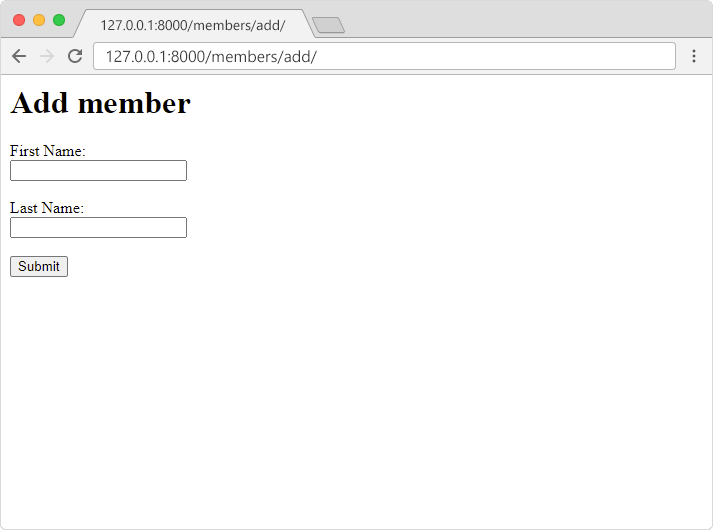 127.0.0.1:8000/members/add/
127.0.0.1:8000/members/add/
Add member
First Name:
Last Name:
Submit